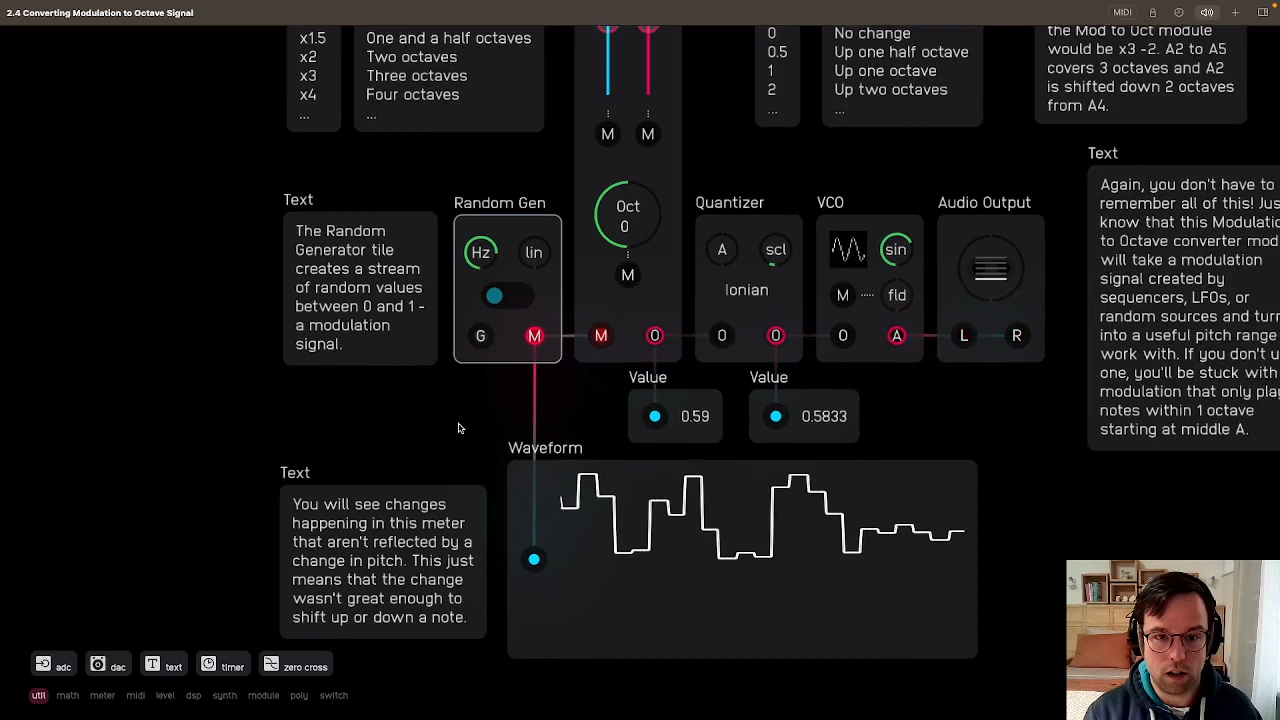 2.4 Converting Modulation to Octave Signal
MIDI
x1.5
x2
x3
x4
...
One and a half octaves
Two octaves
Three octaves
Four octaves
...
0
0.5
1
2
...
No change
Up one half octave
Up one octave
Up two octaves
...
the Mod to Oct module
would be x3 -2. A2 to A5
covers 3 octaves and A2
is shifted down 2 octaves
from A4.
M
M
Oct
0
M
M
O
Text
The Random
Generator tile
creates a stream
of random values
between 0 and 1 -
a modulation
signal.
Random Gen
Hz
lin
G
M
Quantizer
A
scl
Ionian
O
O
VCO
sin
M
fld
O
A
Audio Output
L
R
Text
Again, you don't have to
remember all of this! Jus
know that this Modulatio
to Octave converter mod
will take a modulation
signal created by
sequencers, LFOs, or
random sources and turn
into a useful pitch range
work with. If you don't u
one, you'll be stuck with
modulation that only play
notes within 1 octave
starting at middle A.
Value
0.59
Value
0.5833
Waveform
Text
You will see changes
happening in this meter
that aren't reflected by a
change in pitch. This just
means that the change
wasn't great enough to
shift up or down a note.
adc
dac
T text
timer
zero cross
util
math
meter
midi
level
dsp
synth
module
poly
switch